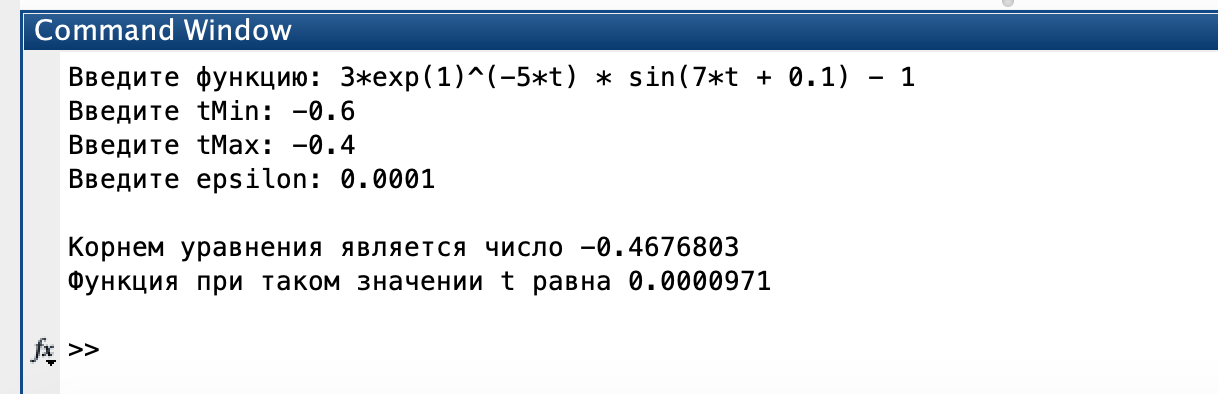 Command Window
Введите функцию: 3*exp(1)^(-5*t) * sin(7*t + 0.1) - 1
Введите tMin: -0.6
Введите tMax: -0.4
Введите epsilon: 0.0001
Корнем уравнения является число -0.4676803
Функция при таком значении t равна 0.0000971
fx >>